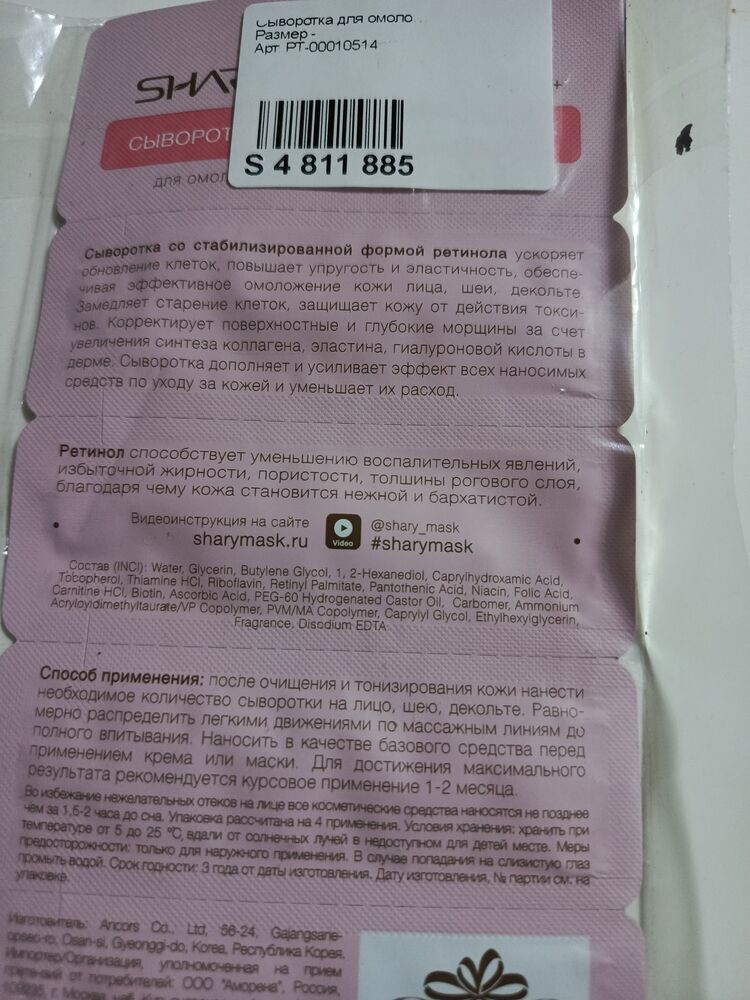 Сыворотка для омоло...
Размер -
Арт РТ-00010514
S 4 811 885
SHAR
+
СЫВОРОТ
для омол
Сыворотка со стабилизированной формой ретинола ускоряет
обновление клеток, повышает упругость и эластичность, обеспе-
чивая эффективное омоложение кожи лица, шеи, декольте.
Замедляет старение клеток, защищает кожу от действия токси-
нов. Корректирует поверхностные и глубокие морщины за счет
увеличения синтеза коллагена, эластина, гиалуроновой кислоты в
дерме. Сыворотка дополняет и усиливает эффект всех наносимых
средств по уходу за кожей и уменьшает их расход.
Ретинол способствует уменьшению воспалительных явлений,
избыточной жирности, пористости, толшины рогового слоя,
благодаря чему кожа становится нежной и бархатистой.
Видеоинструкция на сайте
sharymask.ru
Video
@shary_mask
#sharymask
Состав (INCI): Water, Glycerin, Butylene Glycol, 1, 2-Hexanediol, Caprylhydroxamic Acid,
Tocopherol, Thiamine HCl, Riboflavin, Retinyl Palmitate, Pantothenic Acid, Niacin, Folic Acid,
Carnitine HCl, Biotin, Ascorbic Acid, PEG-60 Hydrogenated Castor Oil, Carbomer, Ammonium
Acryloyldimethyltaurate/VP Copolymer, PVM/MA Copolymer, Caprylyl Glycol, Ethylhexylglycerin,
Fragrance, Disodium EDTA.
Способ применения: после очищения и тонизирования кожи нанести
необходимое количество сыворотки на лицо, шею, декольте. Равно-
мерно распределить легкими движениями по массажным линиям до
полного впитывания. Наносить в качестве базового средства перед
применением крема или маски. Для достижения максимального
результата рекомендуется курсовое применение 1-2 месяца.
Во избежание нежелательных отеков на лице все косметические средства наносятся не позднее
чем за 1,5-2 часа до сна. Упаковка рассчитана на 4 применения. Условия хранения: хранить при
температуре от 5 до 25 °C, вдали от солнечных лучей в недоступном для детей месте. Меры
предосторожности: только для наружного применения. В случае попадания на слизистую глаз
промыть водой. Срок годности: 3 года от даты изготовления. Дату изготовления, № партии см. на
упаковке.
Изготовитель: Ancors Co., Ltd, 56-24, Gajangsane-
opseo-ro, Osan-si, Gyeonggi-do, Korea, Республика Корея.
Импортер/Организация, уполномоченная на прием
претензий от потребителей: ООО "Аморена", Россия,
г. Москва, наб.